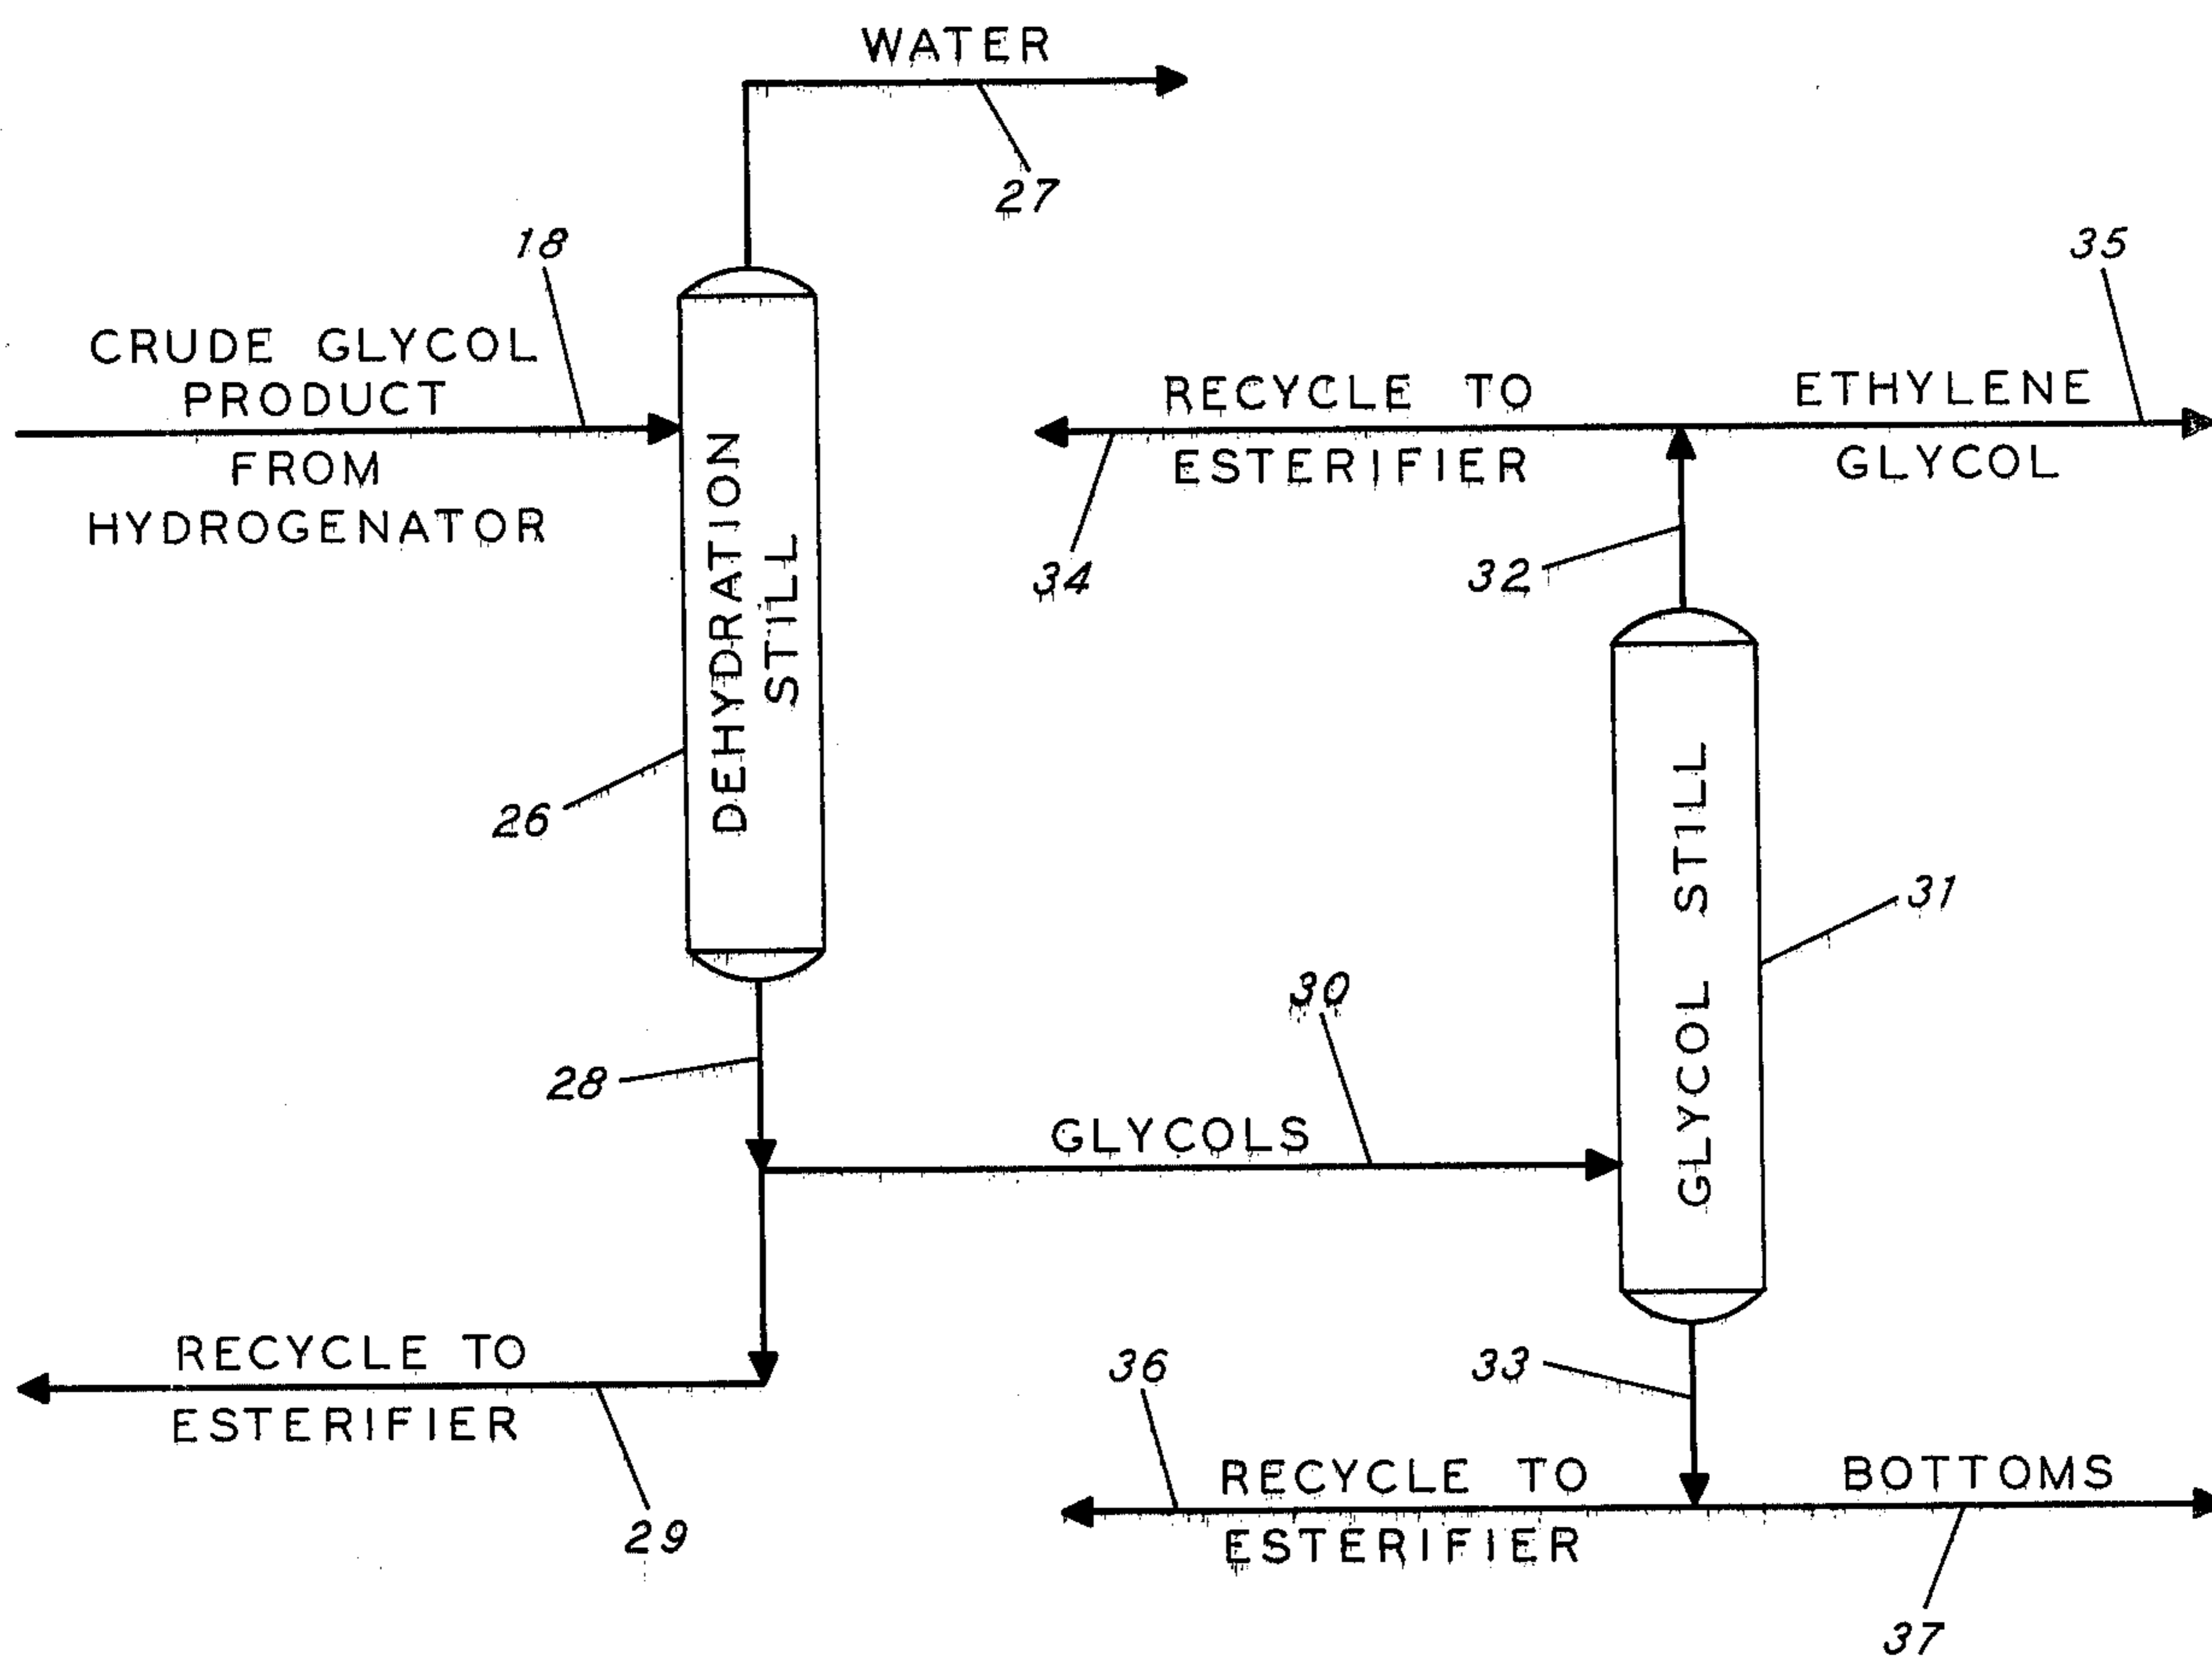 WATER
27
18
35
CRUDE GLYCOL
PRODUCT
FROM
HYDROGENATOR
RECYCLE TO
ESTERIFIER
ETHYLENE
GLYCOL
34
32
DEHYDRATION
STILL
26
GLYCOL STILL
31
30
28
GLYCOLS
RECYCLE TO
ESTERIFIER
29
33
36
RECYCLE TO
ESTERIFIER
BOTTOMS
37